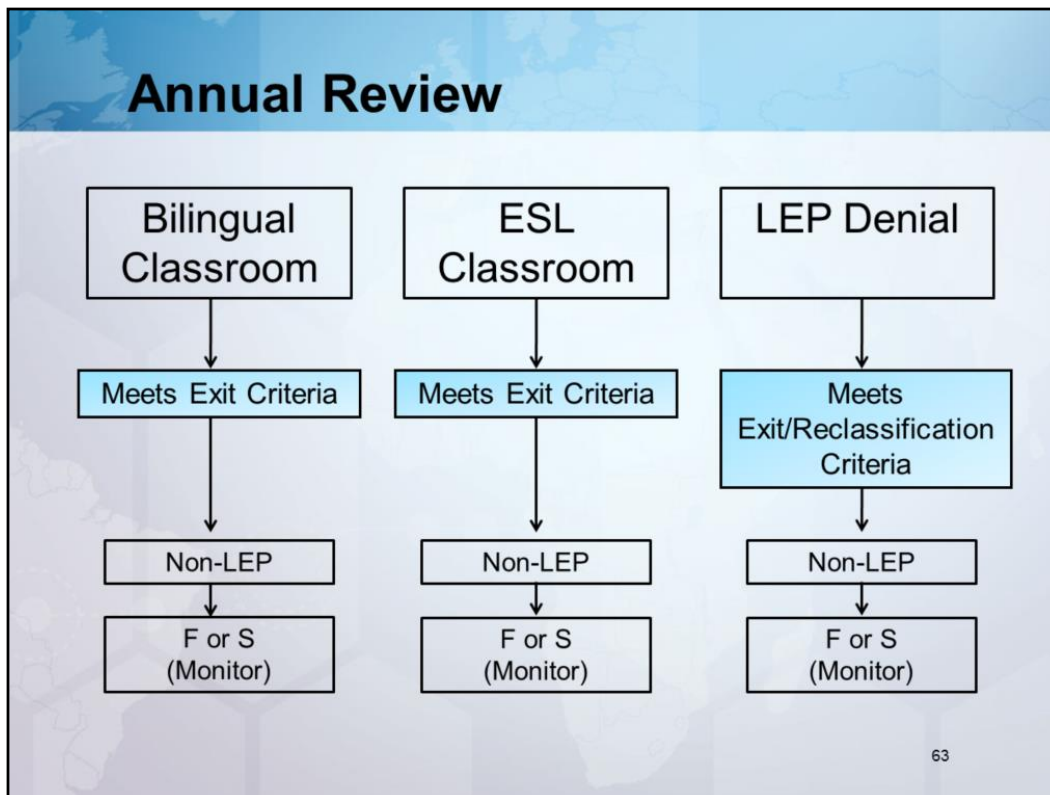 Annual Review
Bilingual
Classroom
Meets Exit Criteria
Non-LEP
F or S
(Monitor)
ESL
Classroom
Meets Exit Criteria
Non-LEP
F or S
(Monitor)
LEP Denial
Meets
Exit/Reclassification
Criteria
Non-LEP
F or S
(Monitor)
63